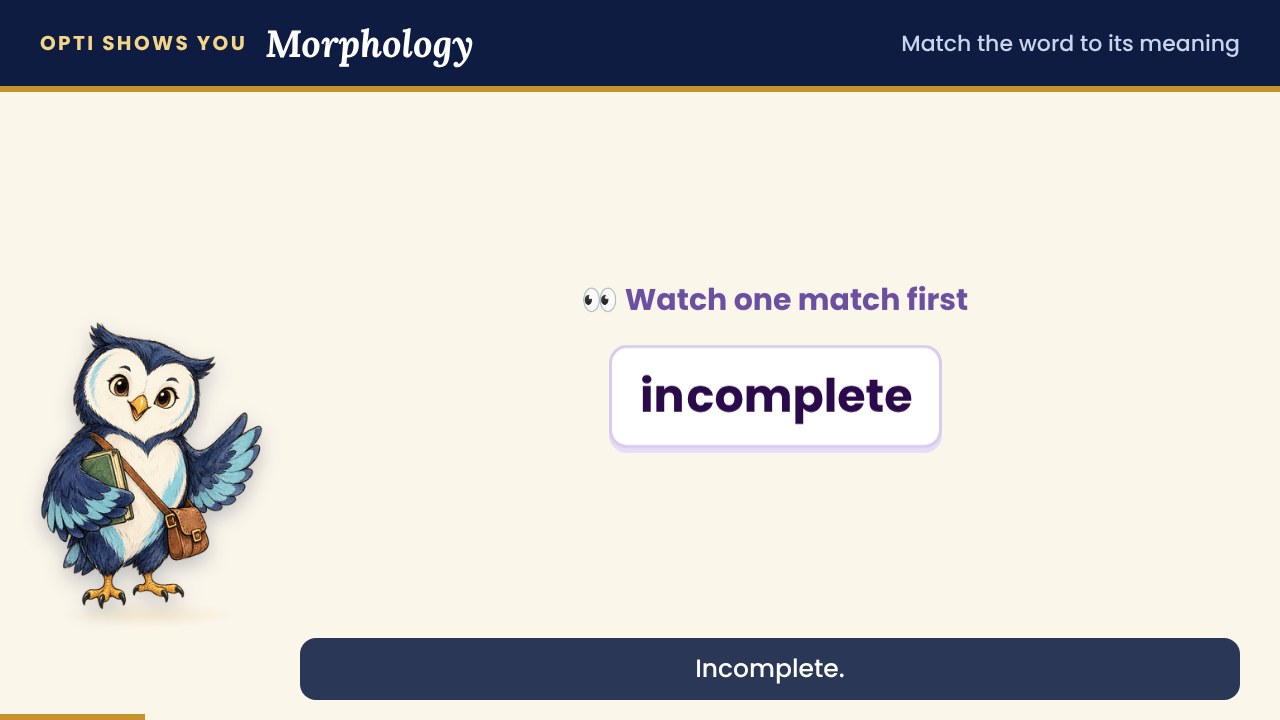 OPTI SHOWS YOU Morphology
Match the word to its meaning
👀 Watch one match first
incomplete
Incomplete.